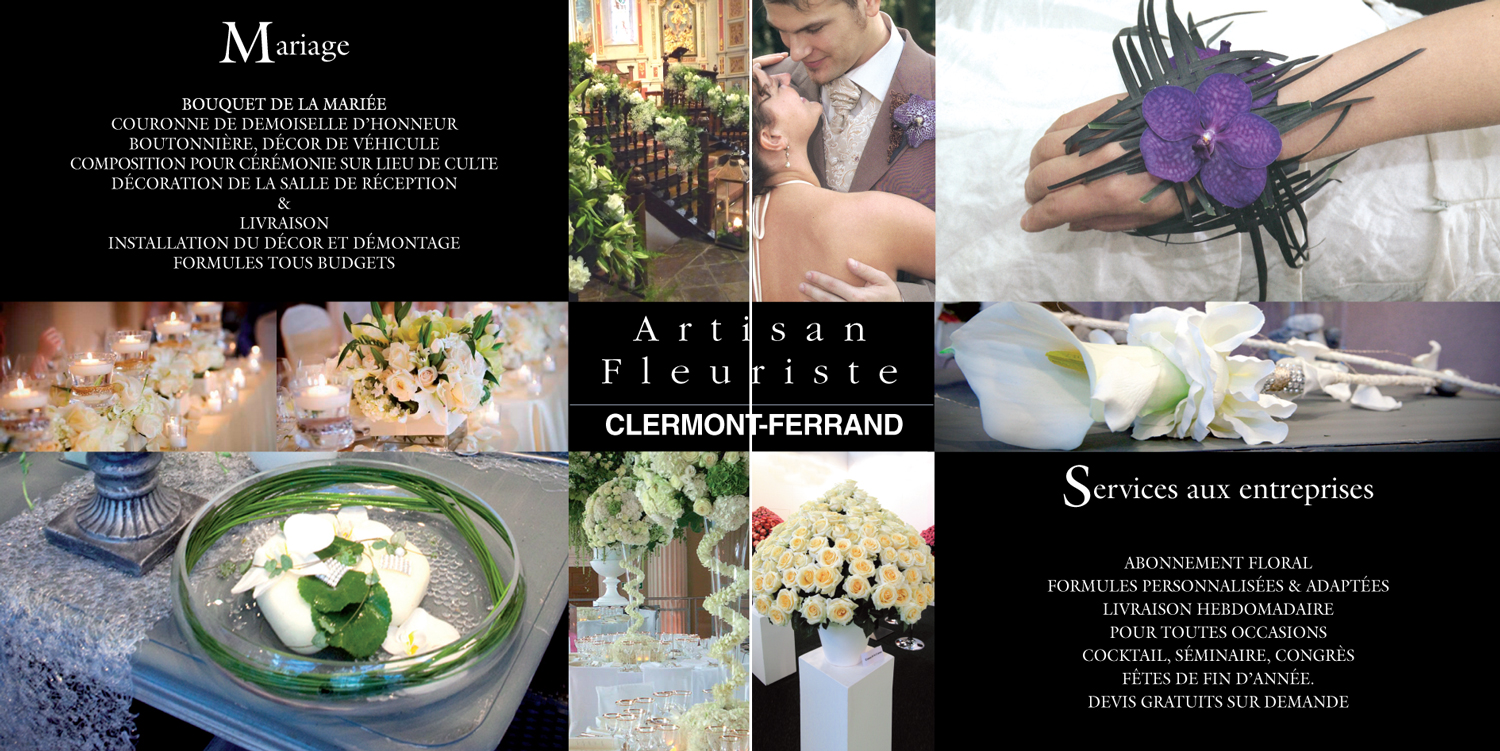 Mariage
BOUQUET DE LA MARIÉE
COURONNE DE DEMOISELLE D'HONNEUR
BOUTONNIÈRE, DÉCOR DE VÉHICULE
COMPOSITION POUR CÉRÉMONIE SUR LIEU DE CULTE
DÉCORATION DE LA SALLE DE RÉCEPTION
&
LIVRAISON
INSTALLATION DU DÉCOR ET DÉMONTAGE
FORMULES TOUS BUDGETS
Artisan
Fleuriste
CLERMONT-FERRAND
Services aux entreprises
ABONNEMENT FLORAL
FORMULES PERSONNALISÉES & ADAPTÉES
LIVRAISON HEBDOMADAIRE
POUR TOUTES OCCASIONS
COCKTAIL, SÉMINAIRE, CONGRÈS
FÊTES DE FIN D'ANNÉE.
DEVIS GRATUITS SUR DEMANDE